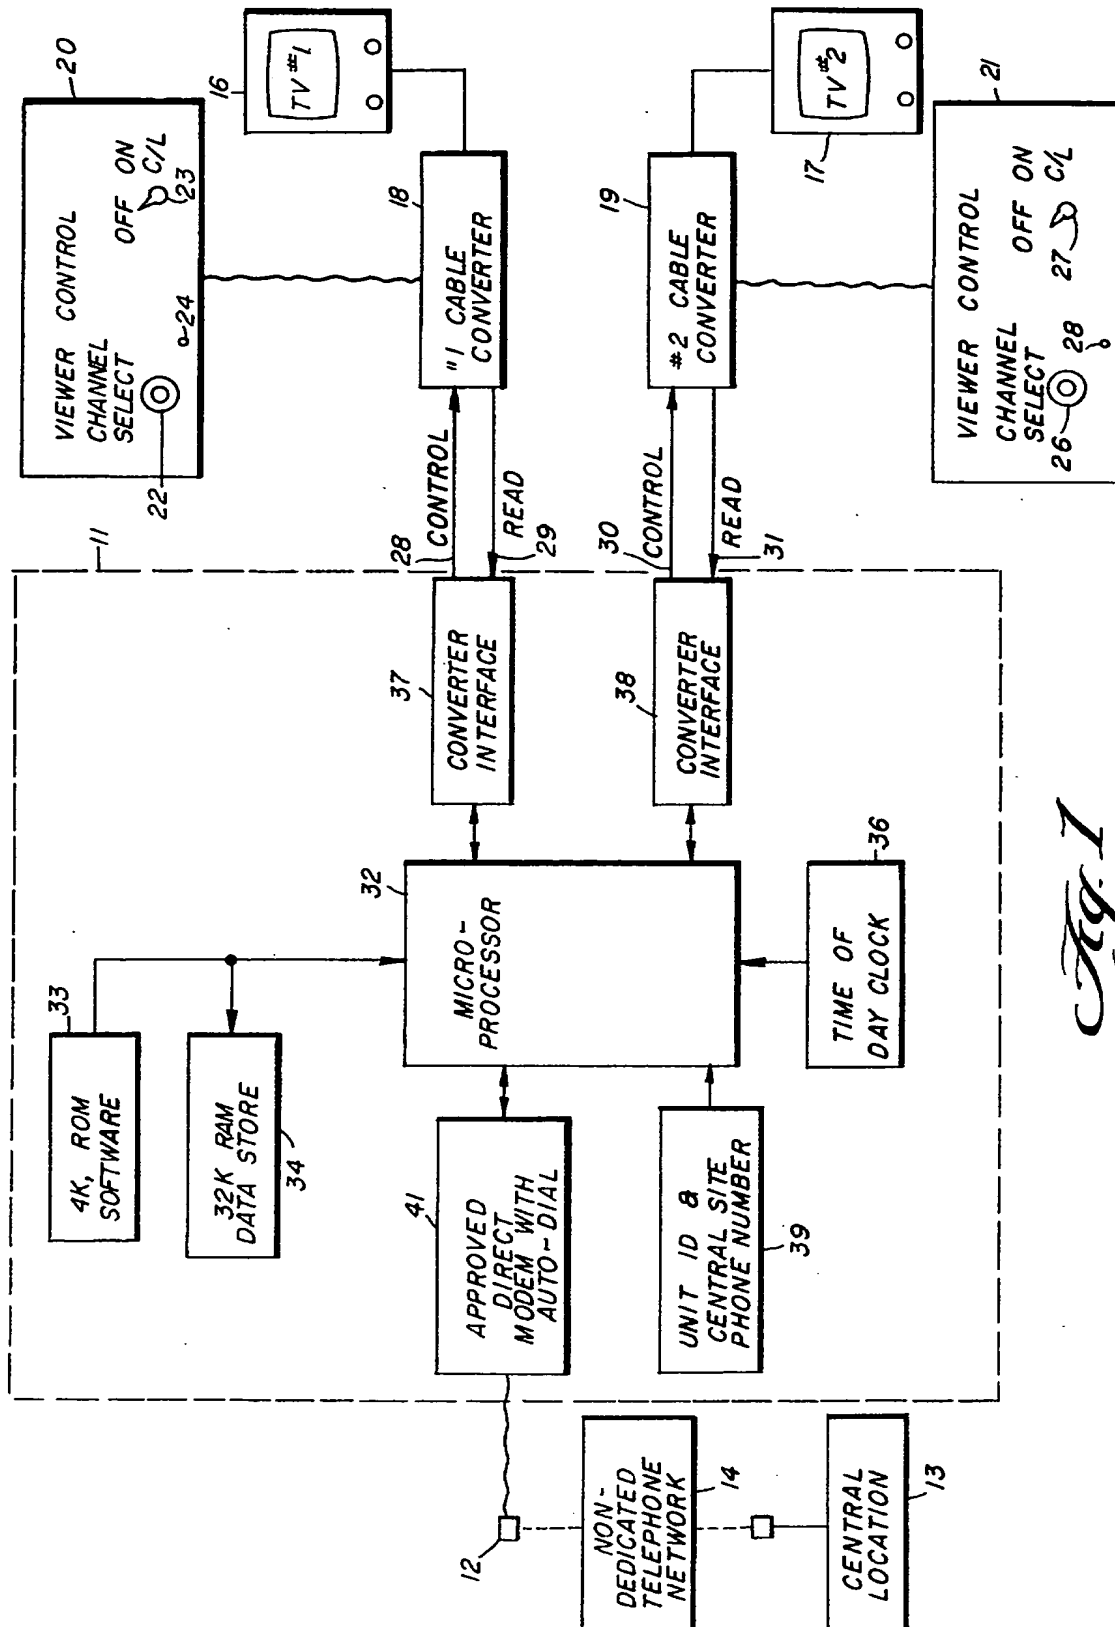 20
VIEWER CONTROL
CHANNEL
SELECT
OFF ON
C/L
23
24
22
16
TV #1
18
"1 CABLE
CONVERTER
28
CONTROL
READ
29
TV #2
17
19
#2 CABLE
CONVERTER
30
CONTROL
READ
31
21
VIEWER CONTROL
CHANNEL
SELECT
OFF ON
C/L
26
27
28
11
37
CONVERTER
INTERFACE
38
CONVERTER
INTERFACE
33
4K, ROM
SOFTWARE
32K RAM
DATA STORE
34
32
MICRO-
PROCESSOR
36
TIME OF
DAY CLOCK
41
APPROVED
DIRECT
MODEM WITH
AUTO-DIAL
UNIT ID &
CENTRAL SITE
PHONE NUMBER
39
12
NON-
DEDICATED
TELEPHONE
NETWORK
14
CENTRAL
LOCATION
13
Fig. 1